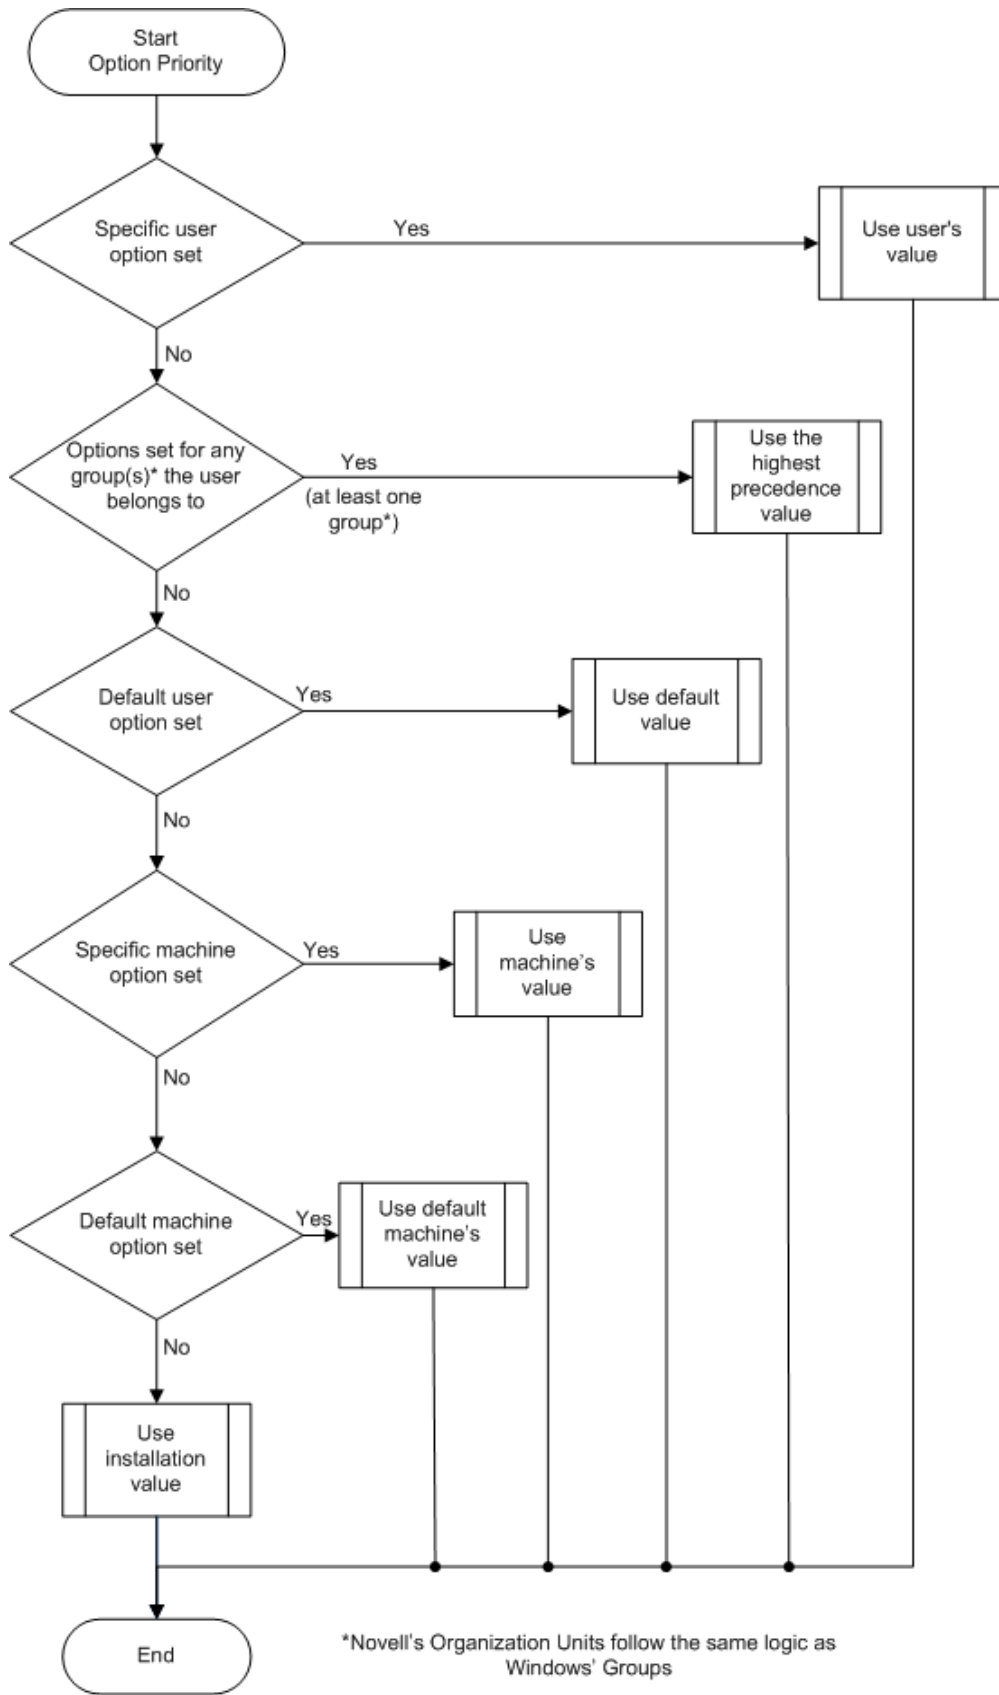 Start
Option Priority
Specific user
option set
Yes
Use user's
value
No
Options set for any
group(s)* the user
belongs to
Yes
(at least one
group*)
Use the
highest
precedence
value
No
Default user
option set
Yes
Use default
value
No
Specific machine
option set
Yes
Use
machine's
value
No
Default machine
option set
Yes
Use default
machine's
value
No
Use
installation
value
End
*Novell's Organization Units follow the same logic as
Windows' Groups